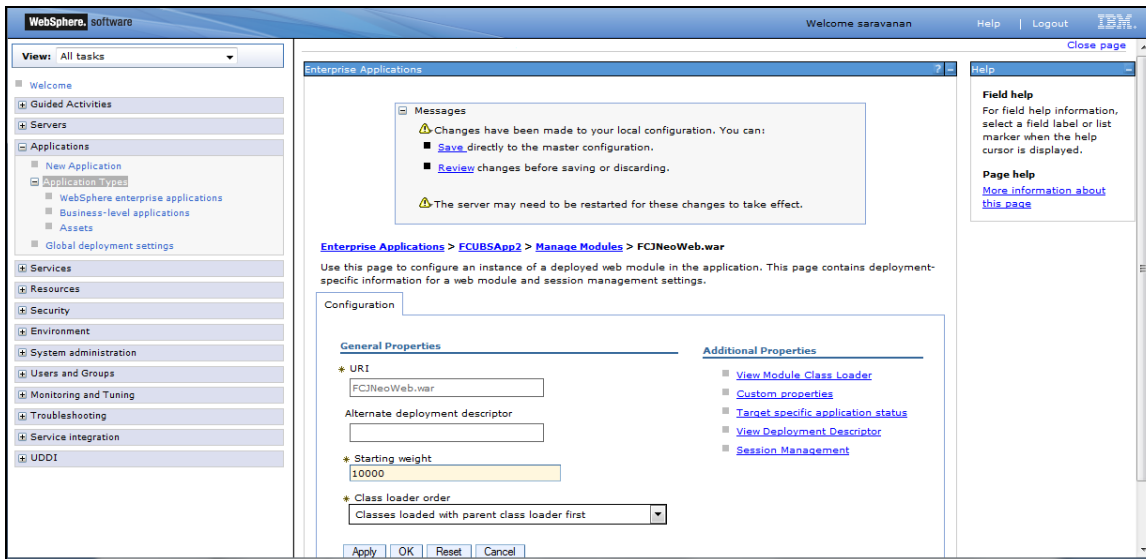 WebSphere. software
Welcome saravanan
Help | Logout
IBM.
View: All tasks
Welcome
Guided Activities
Servers
Applications
New Application
Application Types
WebSphere enterprise applications
Business-level applications
Assets
Global deployment settings
Services
Resources
Security
Environment
System administration
Users and Groups
Monitoring and Tuning
Troubleshooting
Service integration
UDDI
Close page
Enterprise Applications
?
Messages
Changes have been made to your local configuration. You can:
Save directly to the master configuration.
Review changes before saving or discarding.
The server may need to be restarted for these changes to take effect.
Enterprise Applications > FCUBSApp2 > Manage Modules > FCJNeoWeb.war
Use this page to configure an instance of a deployed web module in the application. This page contains deployment-
specific information for a web module and session management settings.
Configuration
General Properties
* URI
FCJNeoWeb.war
Alternate deployment descriptor
* Starting weight
10000
* Class loader order
Classes loaded with parent class loader first
Apply OK Reset Cancel
Additional Properties
View Module Class Loader
Custom properties
Target specific application status
View Deployment Descriptor
Session Management
Help
Field help
For field help information,
select a field label or list
marker when the help
cursor is displayed.
Page help
More information about
this page